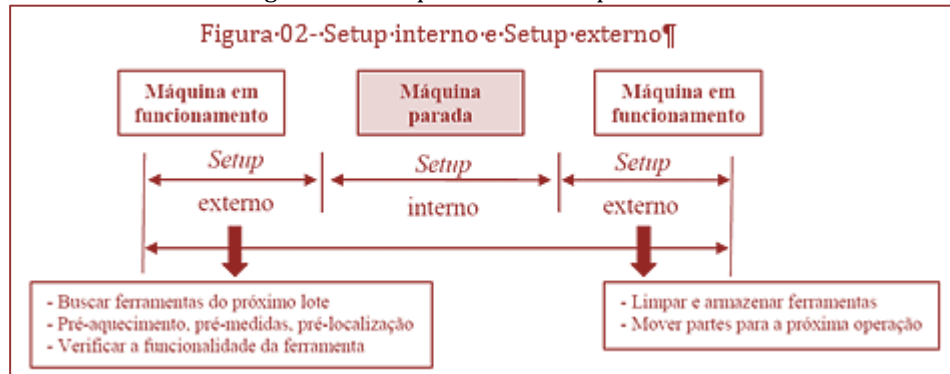 Figura·02-·Setup·interno·e·Setup·externo¶
Máquina em
funcionamento
Máquina
parada
Máquina em
funcionamento
Setup
externo
Setup
interno
Setup
externo
- Buscar ferramentas do próximo lote
- Pré-aquecimento, pré-medidas, pré-localização
- Verificar a funcionalidade da ferramenta
- Limpar e armazenar ferramentas
- Mover partes para a próxima operação